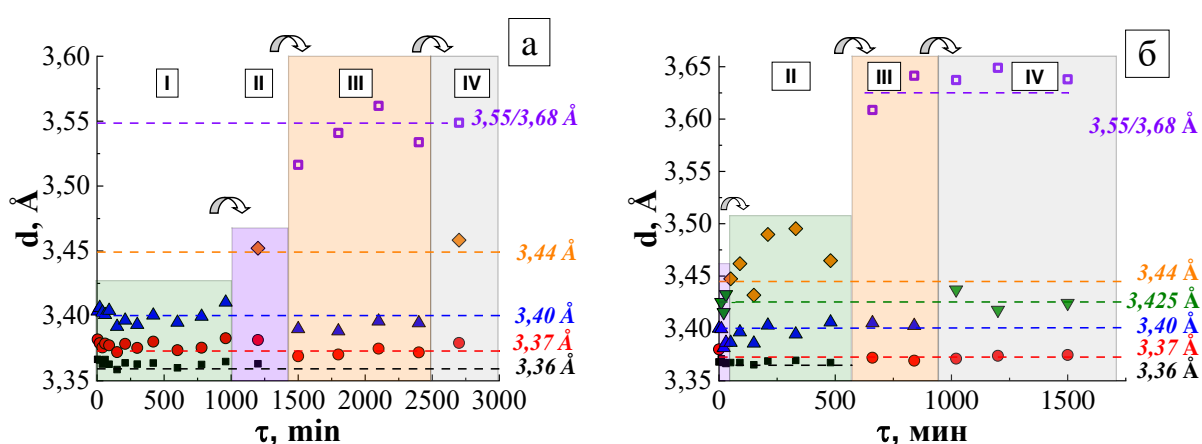 а
I
II
III
IV
3,60
3,55
3,50
3,45
3,40
3,35
d, Å
3,55/3,68 Å
3,44 Å
3,40 Å
3,37 Å
3,36 Å
0 500 1000 1500 2000 2500 3000
τ, min
б
II
III
IV
3,65
3,60
3,55
3,50
3,45
3,40
3,35
d, Å
3,55/3,68 Å
3,44 Å
3,425 Å
3,40 Å
3,37 Å
3,36 Å
0 500 1000 1500
τ, мин